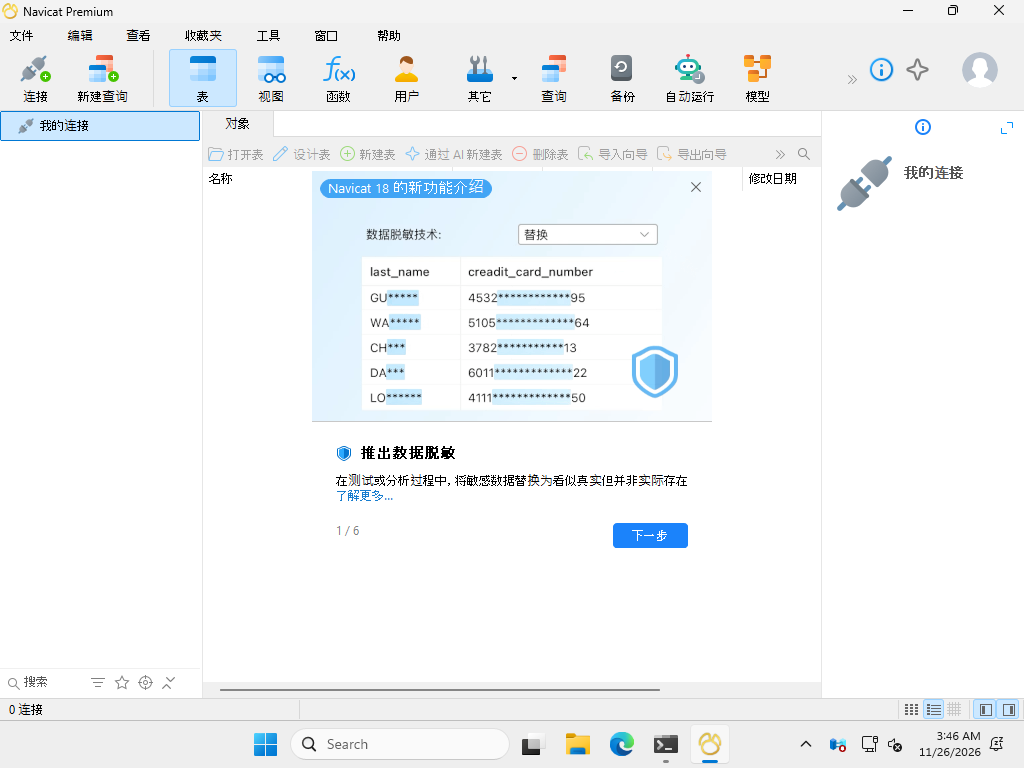 Navicat Premium
文件 编辑 查看 收藏夹 工具 窗口 帮助
连接 新建查询 表 视图 函数 用户 其它 查询 备份 自动运行 模型
我的连接
对象
打开表 设计表 新建表 通过 AI 新建表 删除表 导入向导 导出向导
名称 修改日期
我的连接
Navicat 18 的新功能介绍
数据脱敏技术: 替换
last_name creadit_card_number
GU***** 4532************95
WA***** 5105*************64
CH*** 3782***********13
DA*** 6011*************22
LO****** 4111*************50
推出数据脱敏
在测试或分析过程中, 将敏感数据替换为看似真实但并非实际存在
了解更多...
1 / 6
下一步
搜索
0 连接
Search
3:46 AM
11/26/2026